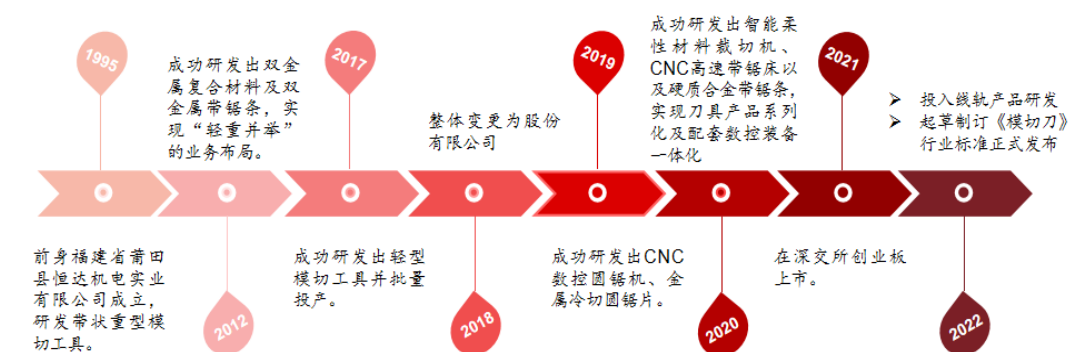 1995
前身福建省莆田
县恒达机电实业
有限公司成立，
研发带状重型模
切工具。
成功研发出双金
属复合材料及双
金属带锯条，实
现“轻重并举”
的业务布局。
2012
2017
成功研发出轻型
模切工具并批量
投产。
整体变更为股份
有限公司
2018
2019
成功研发出CNC
数控圆锯机、金
属冷切圆锯片。
成功研发出智能柔
性材料裁切机、
CNC高速带锯床以
及硬质合金带锯条，
实现刀具产品系列
化及配套数控装备
一体化
2020
2021
在深交所创业板
上市。
➢ 投入线轨产品研发
➢ 起草制订《模切刀》
行业标准正式发布
2022